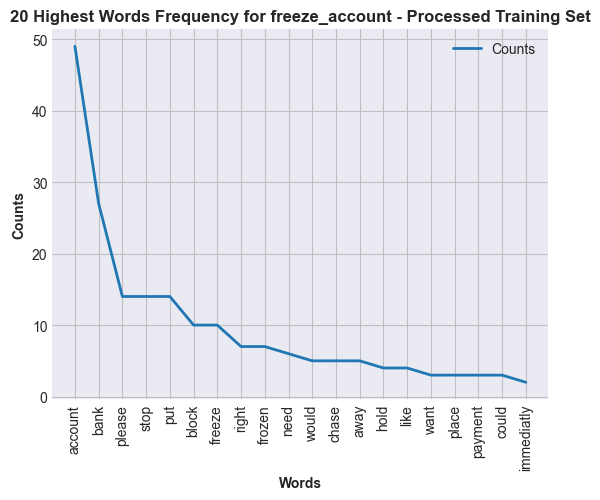 20 Highest Words Frequency for freeze_account - Processed Training Set
Counts
50
40
30
20
10
0
Counts
account
bank
please
stop
put
block
freeze
right
frozen
need
would
chase
away
hold
like
want
place
payment
could
immediatly
Words